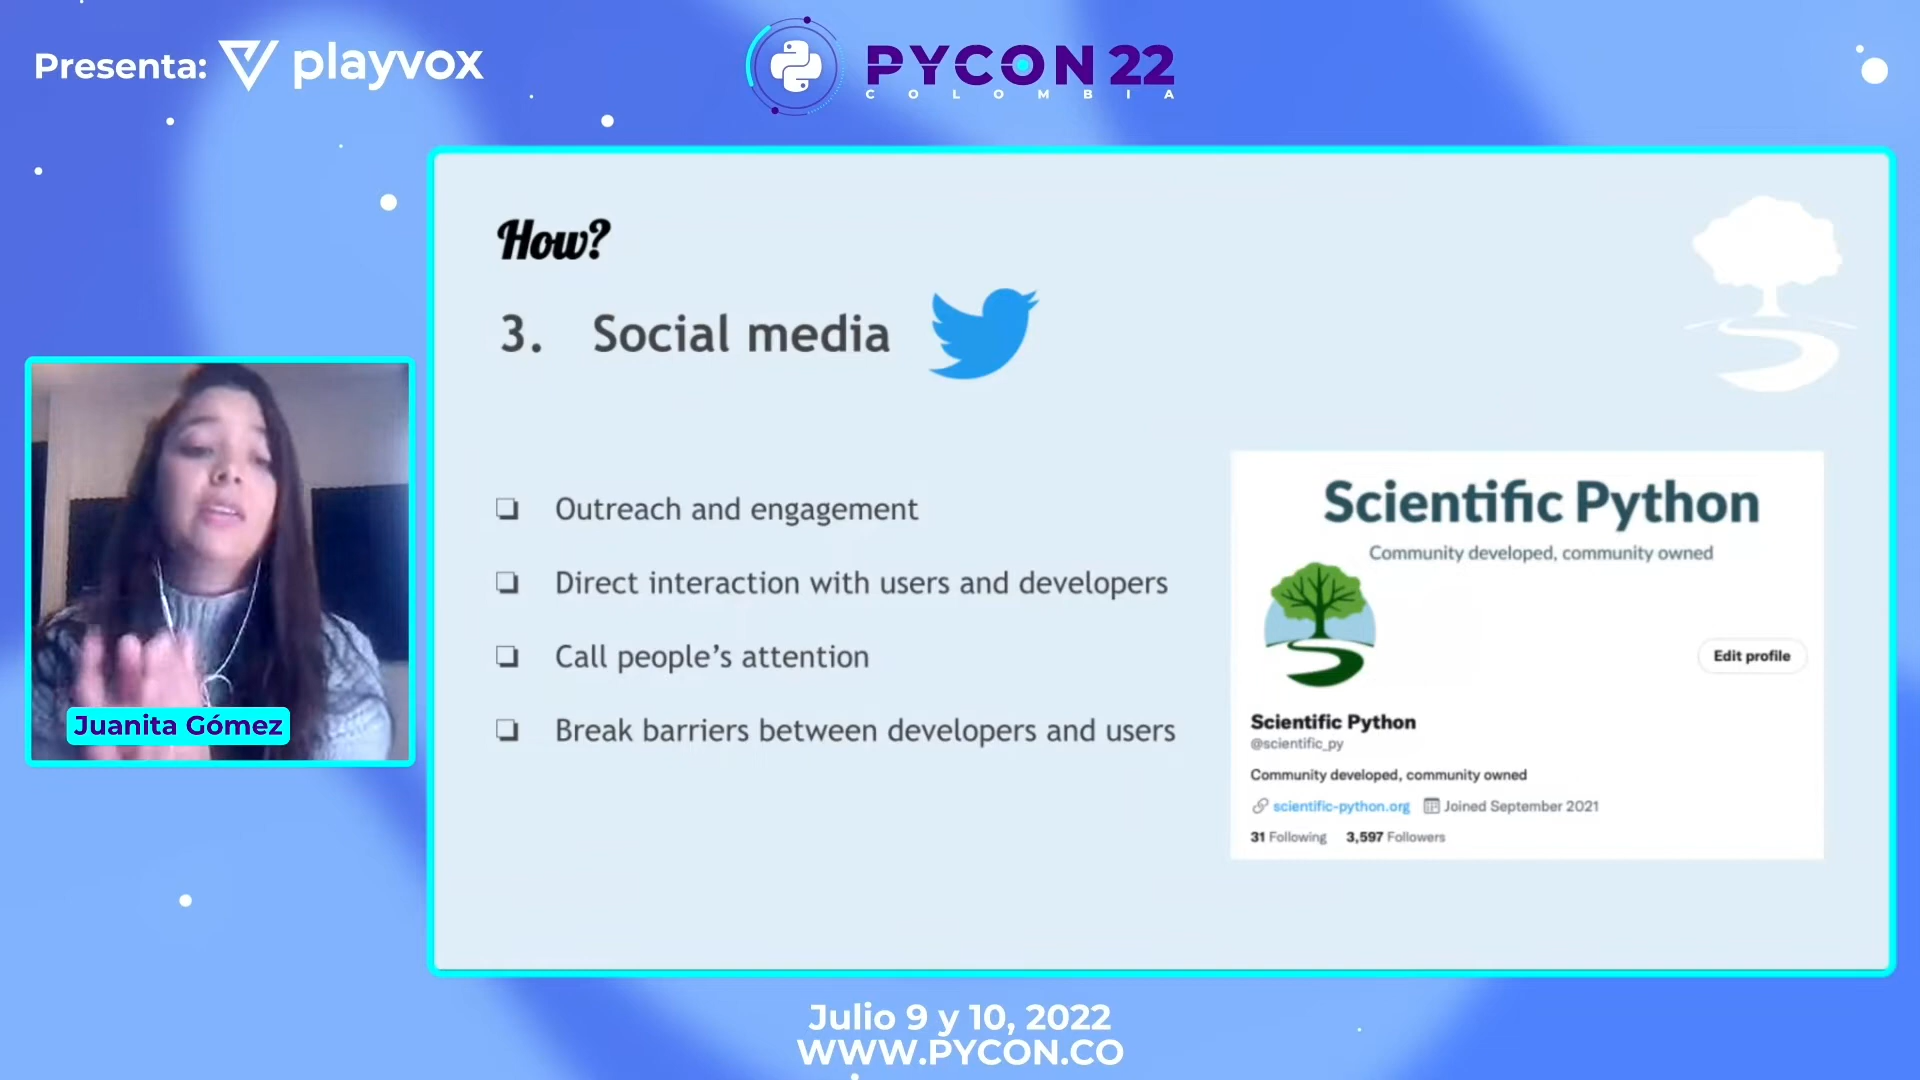 Presenta: playvox
PYCON 22
COLOMBIA
How?
3. Social media
❏ Outreach and engagement
❏ Direct interaction with users and developers
❏ Call people’s attention
❏ Break barriers between developers and users
Scientific Python
Community developed, community owned
Edit profile
Scientific Python
@scientific_py
Community developed, community owned
scientific-python.org Joined September 2021
31 Following 3,597 Followers
Juanita Gómez
Julio 9 y 10, 2022
WWW.PYCON.CO